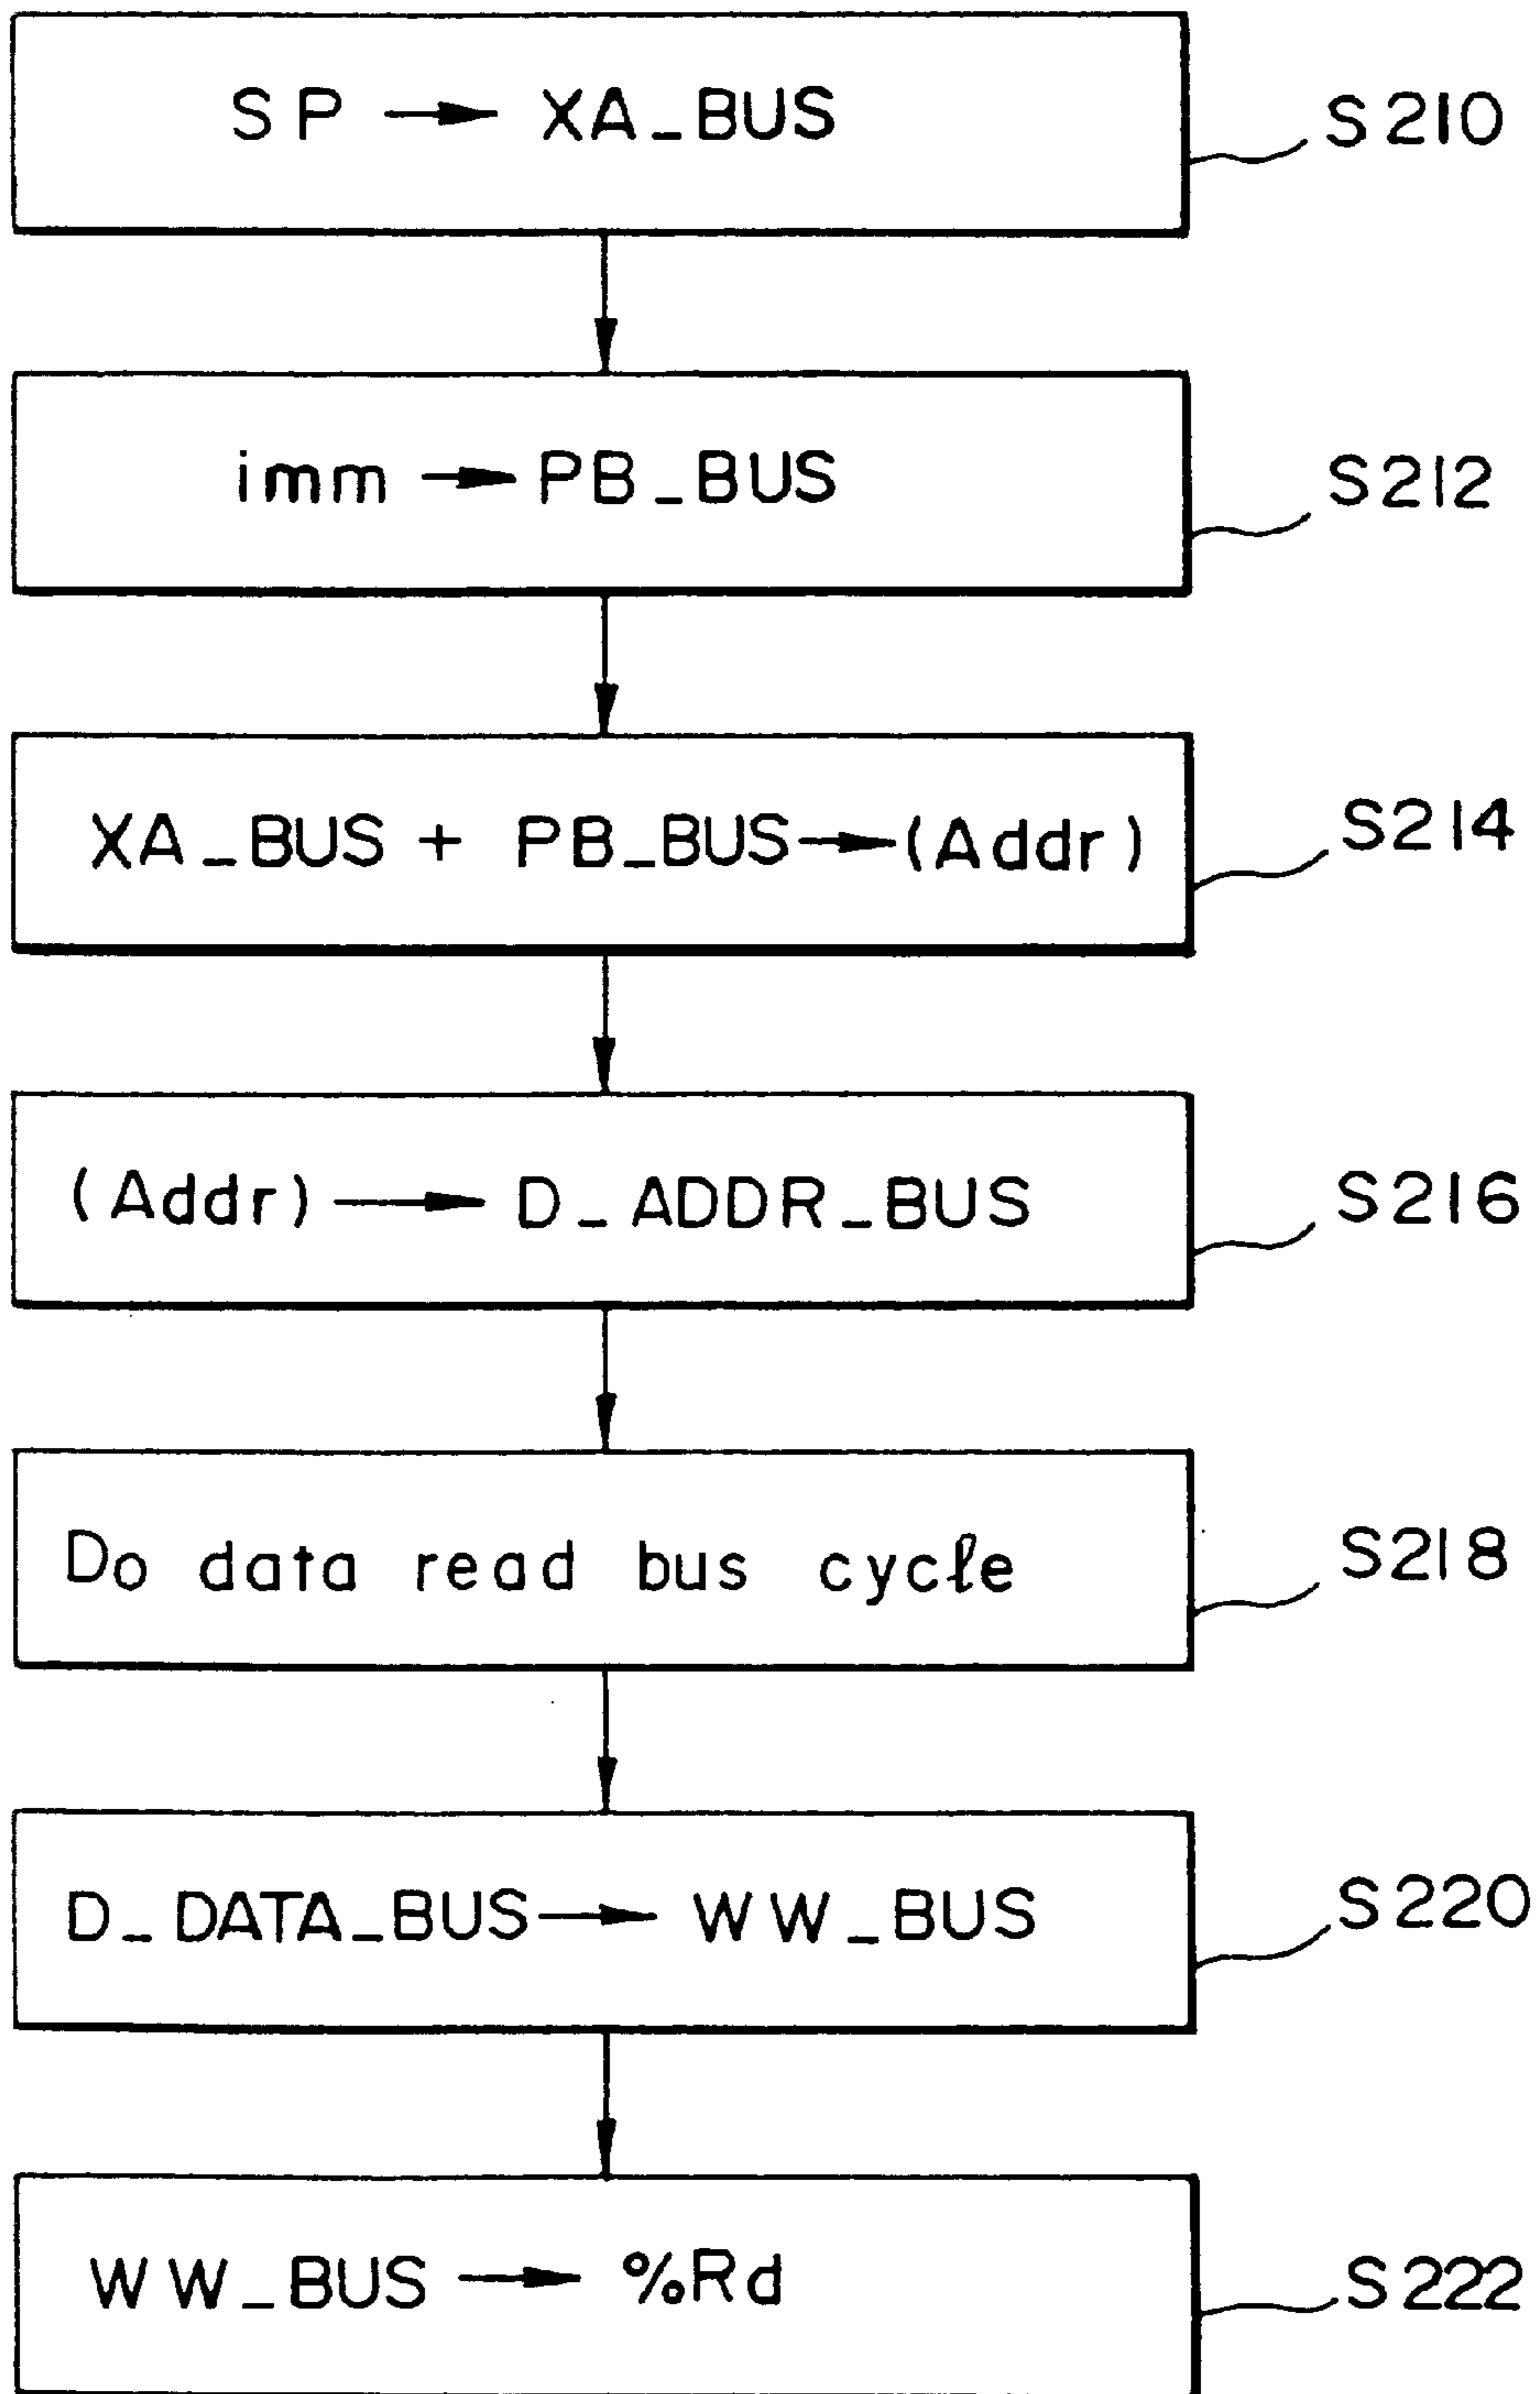 SP → XA_BUS S210
imm → PB_BUS S212
XA_BUS + PB_BUS → (Addr) S214
(Addr) → D_ADDR_BUS S216
Do data read bus cycle S218
D_DATA_BUS → WW_BUS S220
WW_BUS → %Rd S222